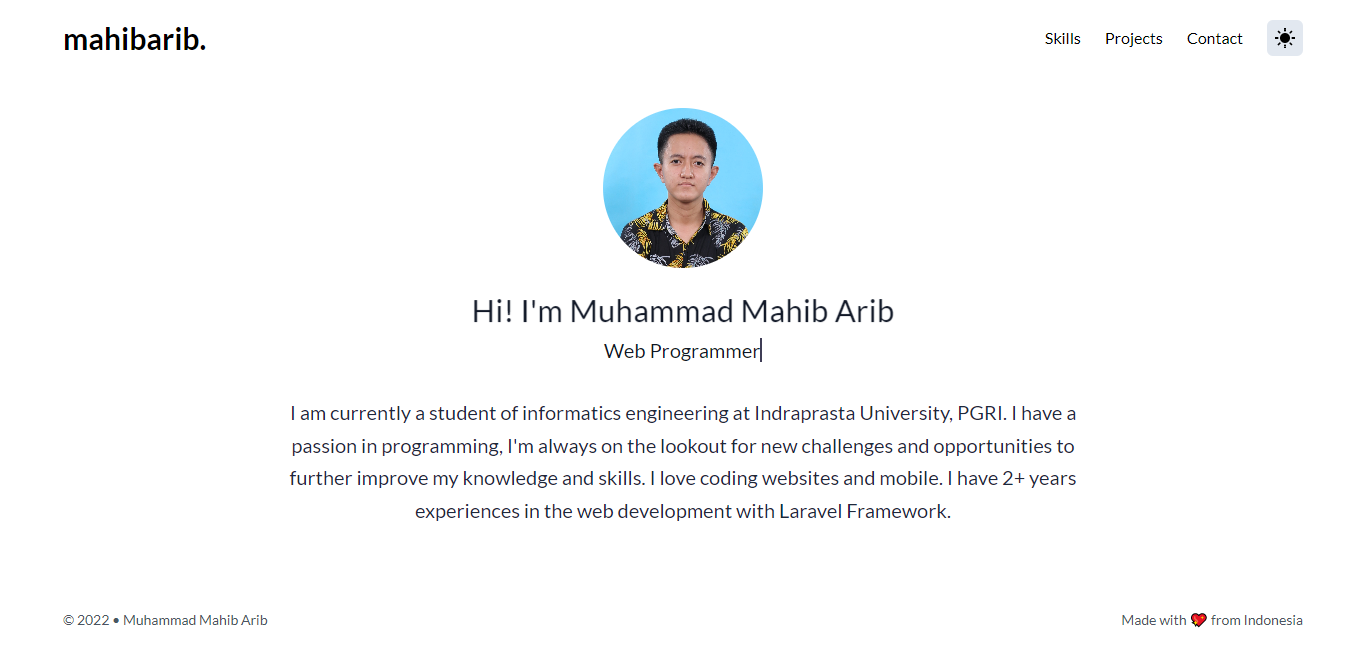 mahibarib.
Skills Projects Contact
Hi! I'm Muhammad Mahib Arib
Web Programmer
I am currently a student of informatics engineering at Indraprasta University, PGRI. I have a
passion in programming, I'm always on the lookout for new challenges and opportunities to
further improve my knowledge and skills. I love coding websites and mobile. I have 2+ years
experiences in the web development with Laravel Framework.
© 2022 • Muhammad Mahib Arib
Made with 💖 from Indonesia